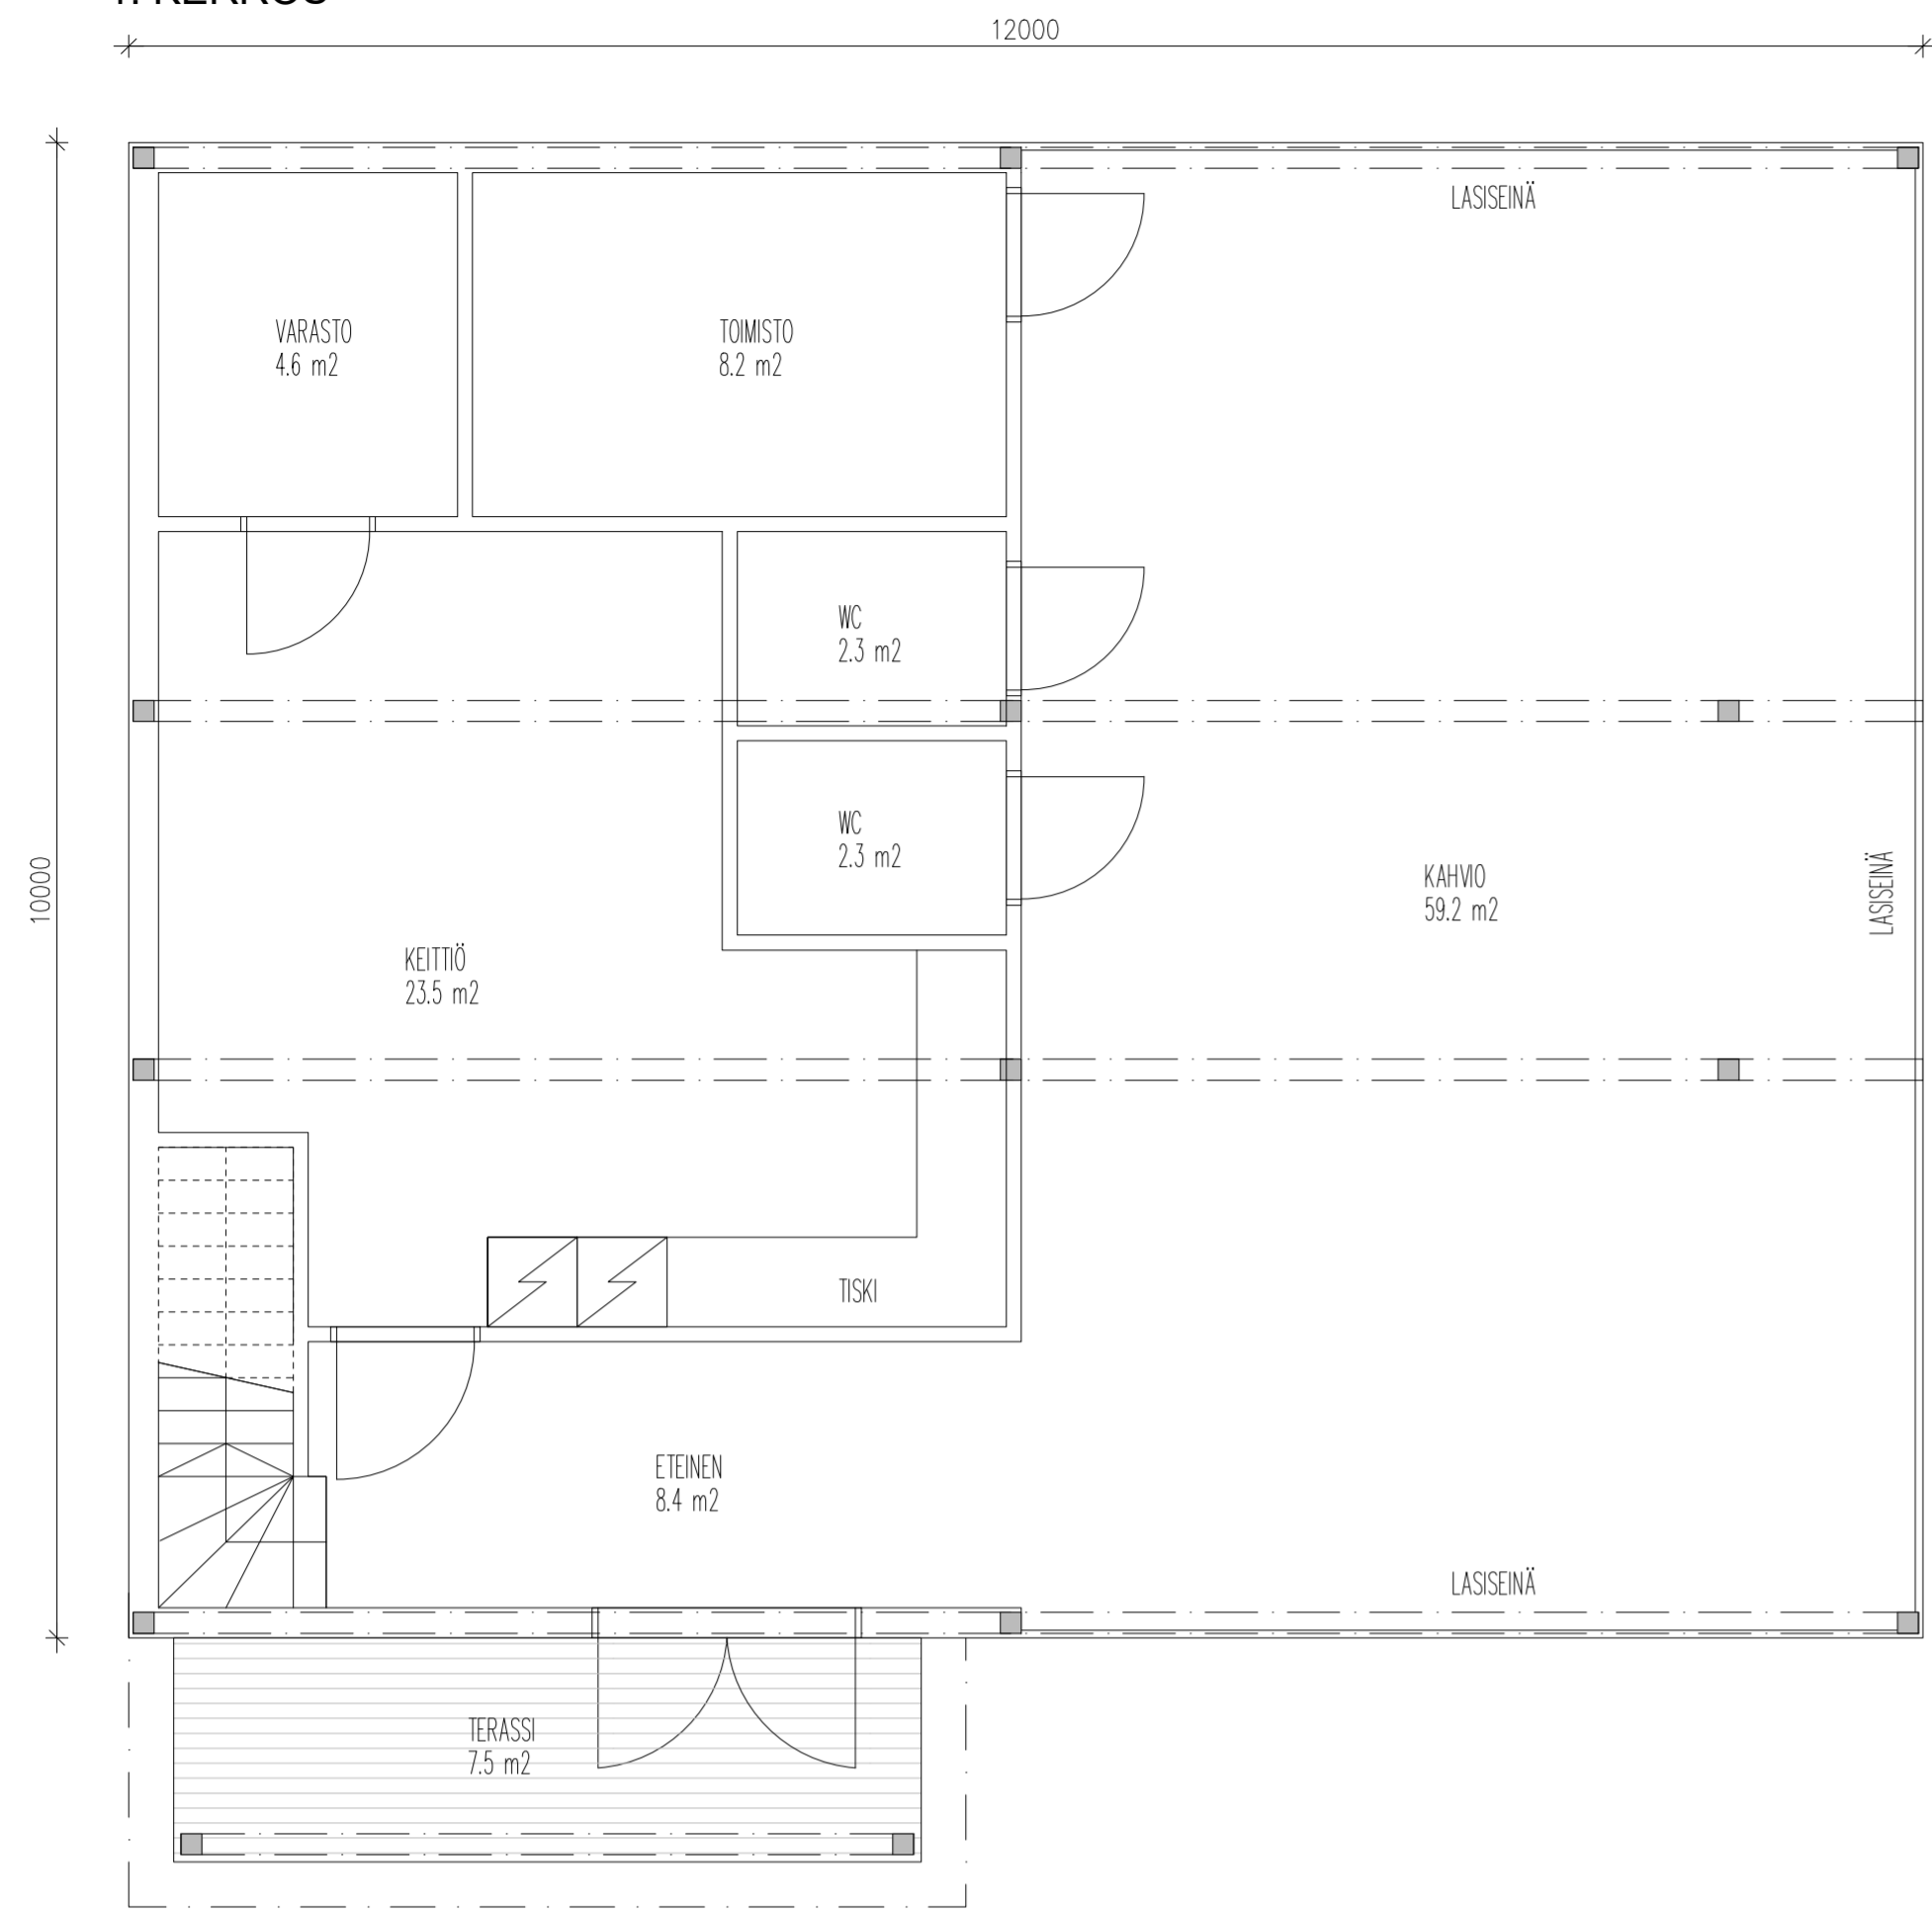 12000
LASISEINÄ
VARASTO
4.6 m2
TOIMISTO
8.2 m2
WC
2.3 m2
WC
2.3 m2
10000
KAHVIO
59.2 m2
LASISEINÄ
KEITTIÖ
23.5 m2
TISKI
ETEINEN
8.4 m2
LASISEINÄ
TERASSI
7.5 m2